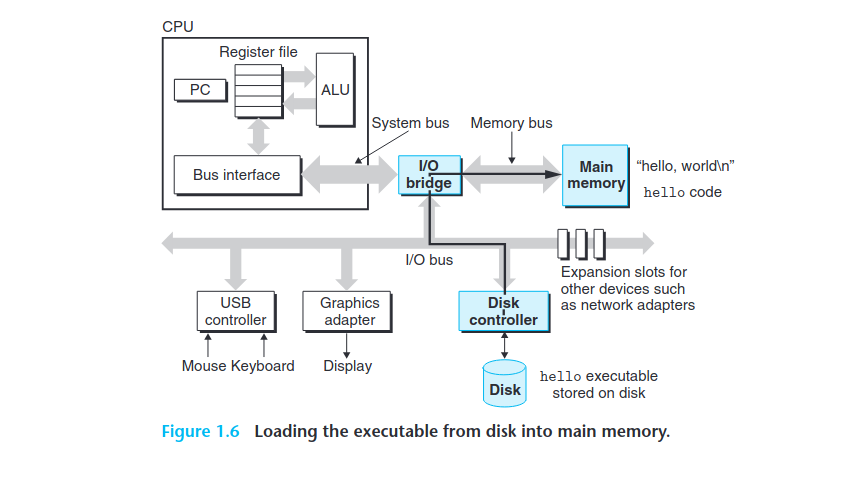 CPU
Register file
PC
ALU
System bus
Memory bus
Bus interface
I/O
bridge
Main
memory
“hello, world\n”
hello code
I/O bus
Expansion slots for
other devices such
as network adapters
USB
controller
Graphics
adapter
Disk
controller
Mouse Keyboard
Display
Disk
hello executable
stored on disk
Figure 1.6 Loading the executable from disk into main memory.